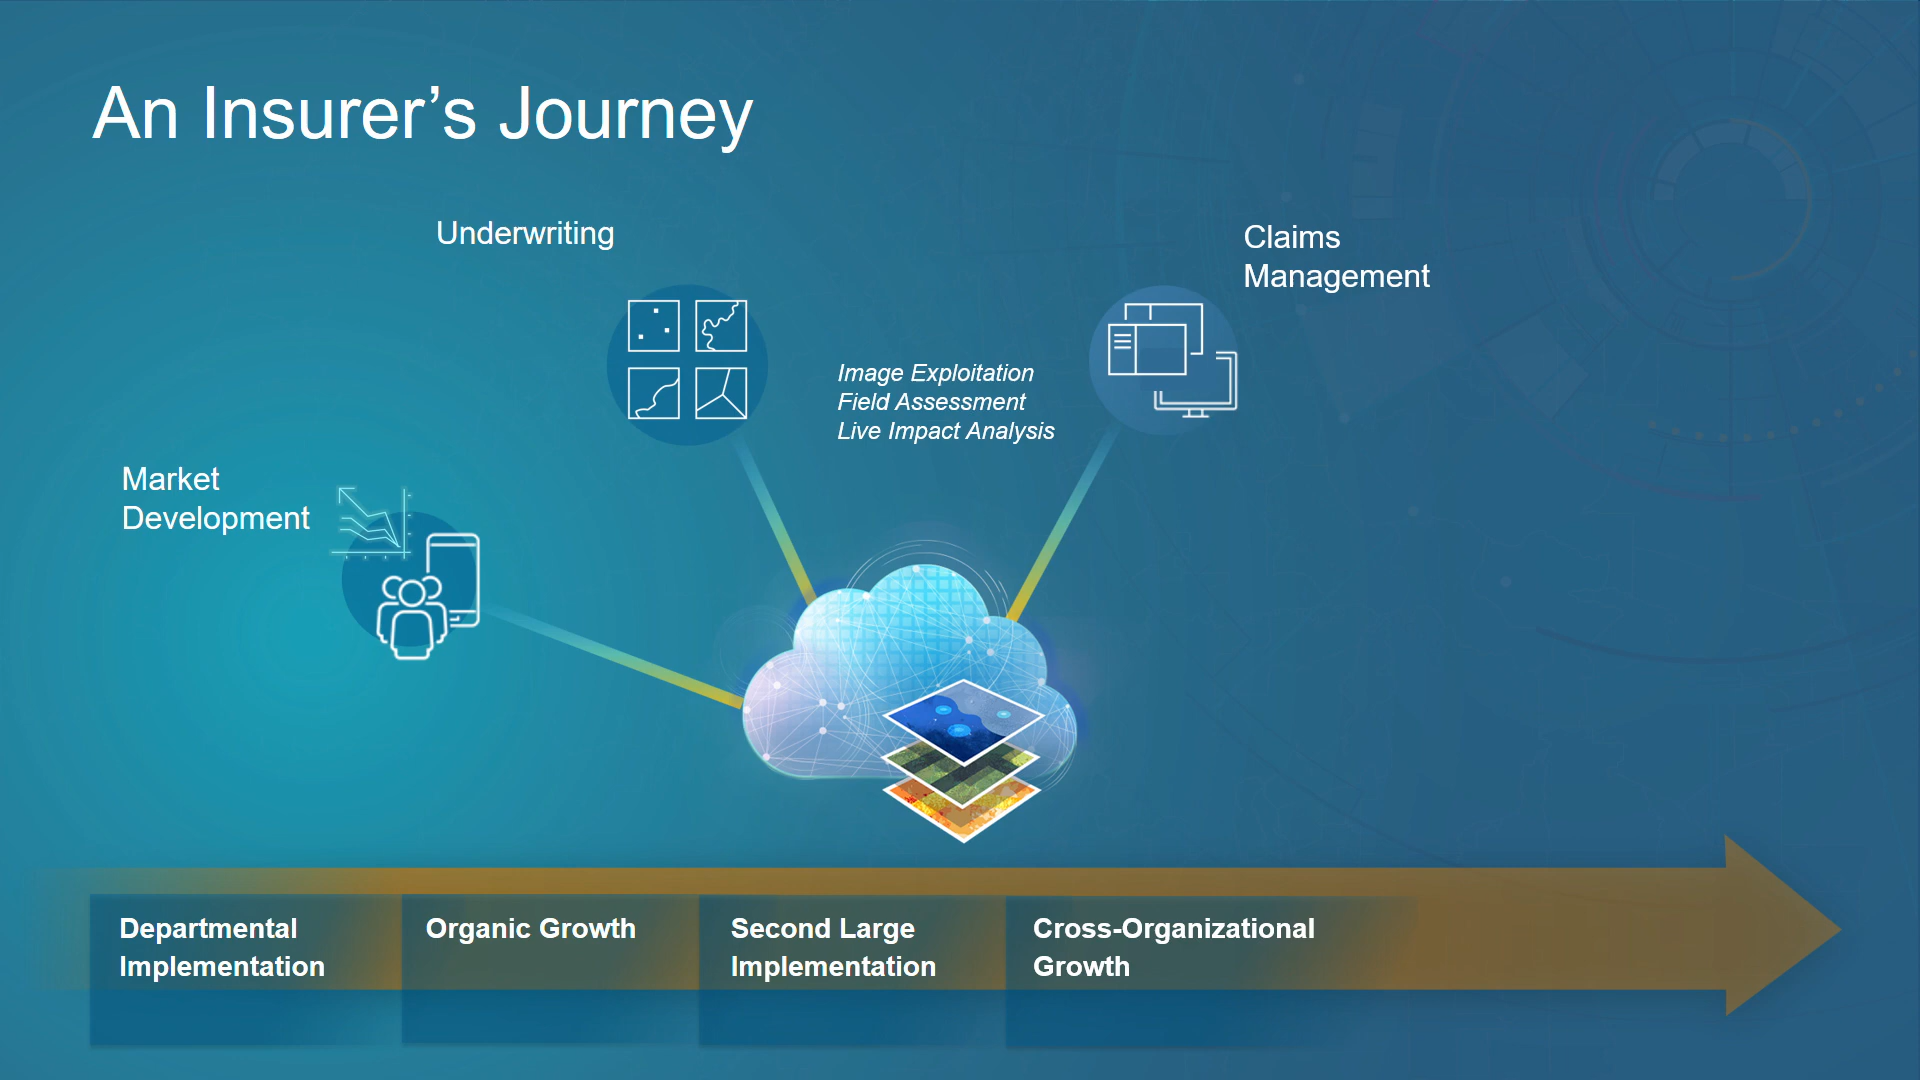 An Insurer’s Journey
Underwriting
Claims
Management
Image Exploitation
Field Assessment
Live Impact Analysis
Market
Development
Departmental
Implementation
Organic Growth
Second Large
Implementation
Cross-Organizational
Growth